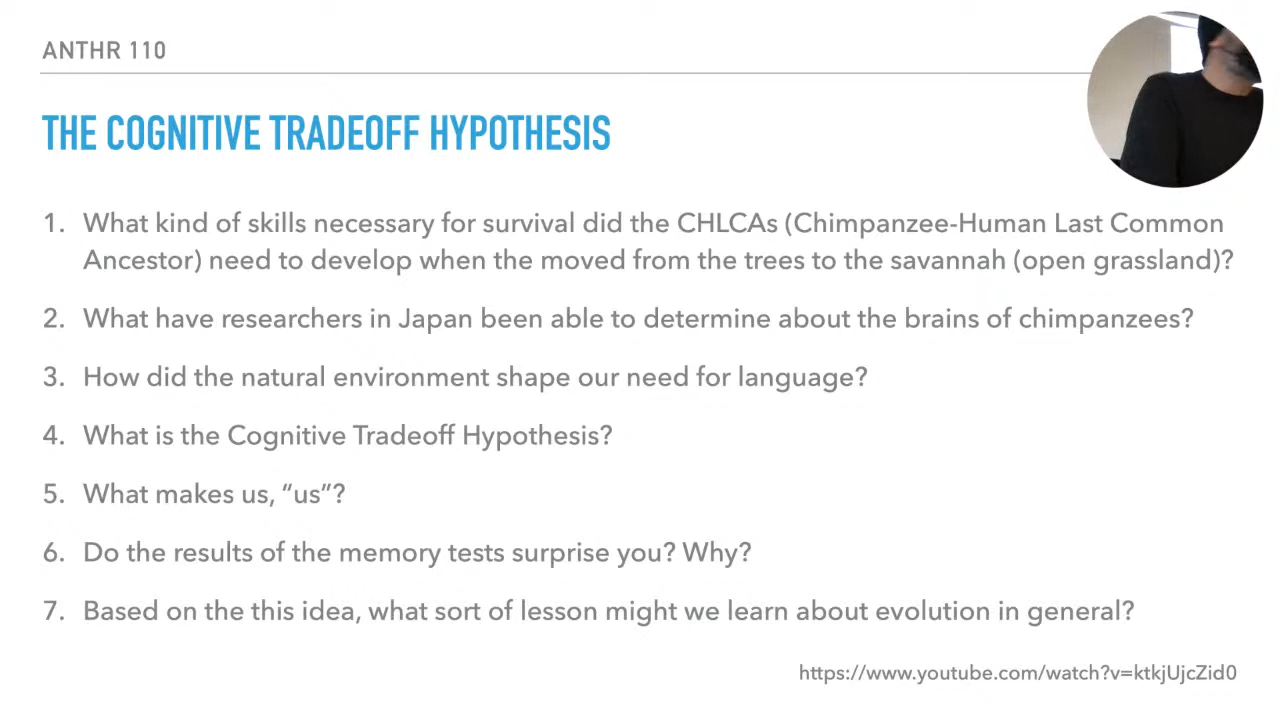 ANTHR 110
THE COGNITIVE TRADEOFF HYPOTHESIS
1. What kind of skills necessary for survival did the CHLCAs (Chimpanzee-Human Last Common
Ancestor) need to develop when the moved from the trees to the savannah (open grassland)?
2. What have researchers in Japan been able to determine about the brains of chimpanzees?
3. How did the natural environment shape our need for language?
4. What is the Cognitive Tradeoff Hypothesis?
5. What makes us, “us”?
6. Do the results of the memory tests surprise you? Why?
7. Based on the this idea, what sort of lesson might we learn about evolution in general?
https://www.youtube.com/watch?v=ktkjUjcZid0